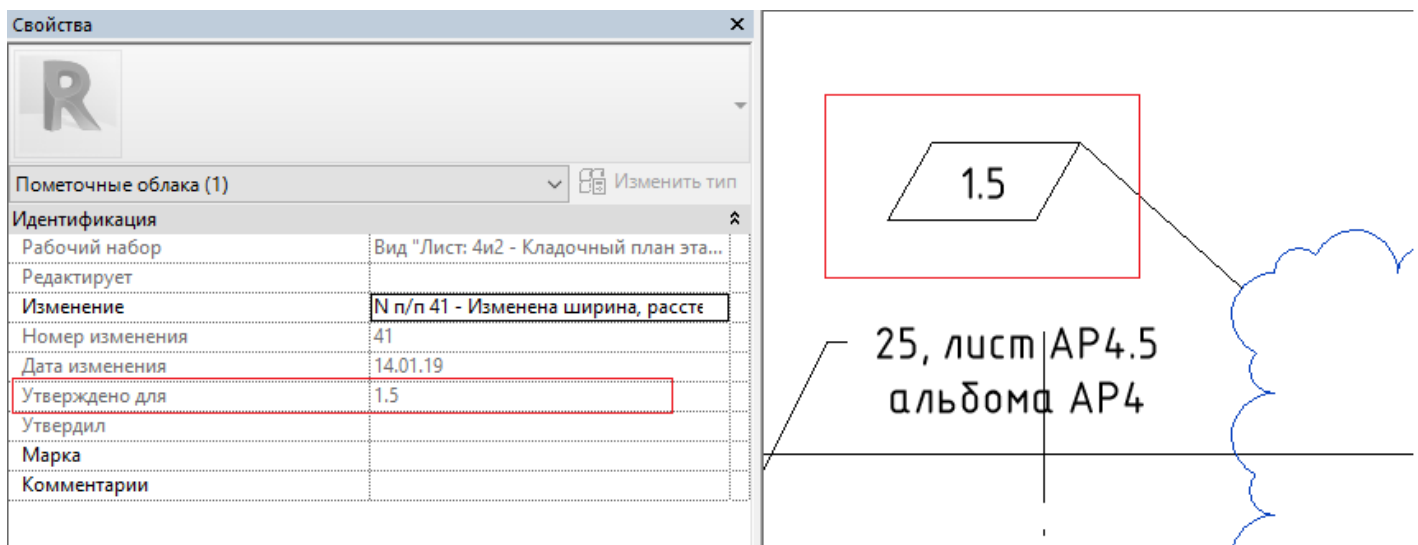 Свойства
R
Пометочные облака (1)
Изменить тип
Идентификация
Рабочий набор Вид "Лист: 4и2 - Кладочный план эта...
Редактирует
Изменение N п/п 41 - Изменена ширина, рассте
Номер изменения 41
Дата изменения 14.01.19
Утверждено для 1.5
Утвердил
Марка
Комментарии
1.5
25, лист АР4.5
альбома АР4